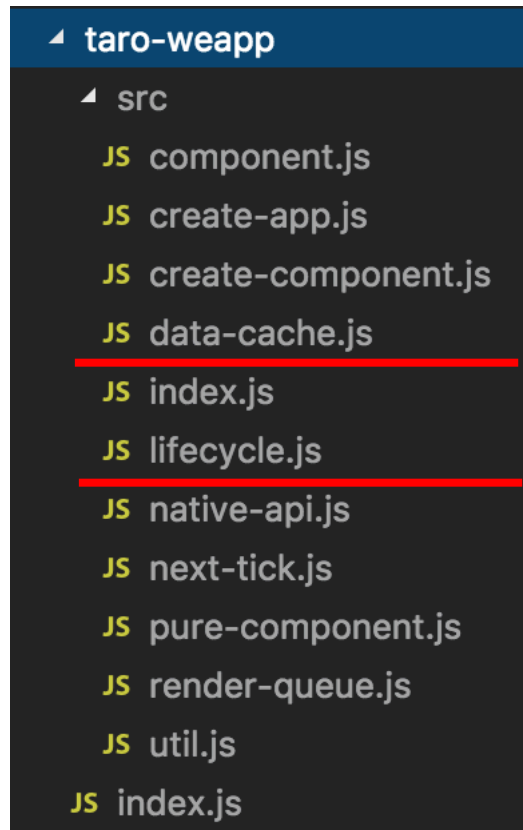 taro-weapp
src
JS component.js
JS create-app.js
JS create-component.js
JS data-cache.js
JS index.js
JS lifecycle.js
JS native-api.js
JS next-tick.js
JS pure-component.js
JS render-queue.js
JS util.js
JS index.js